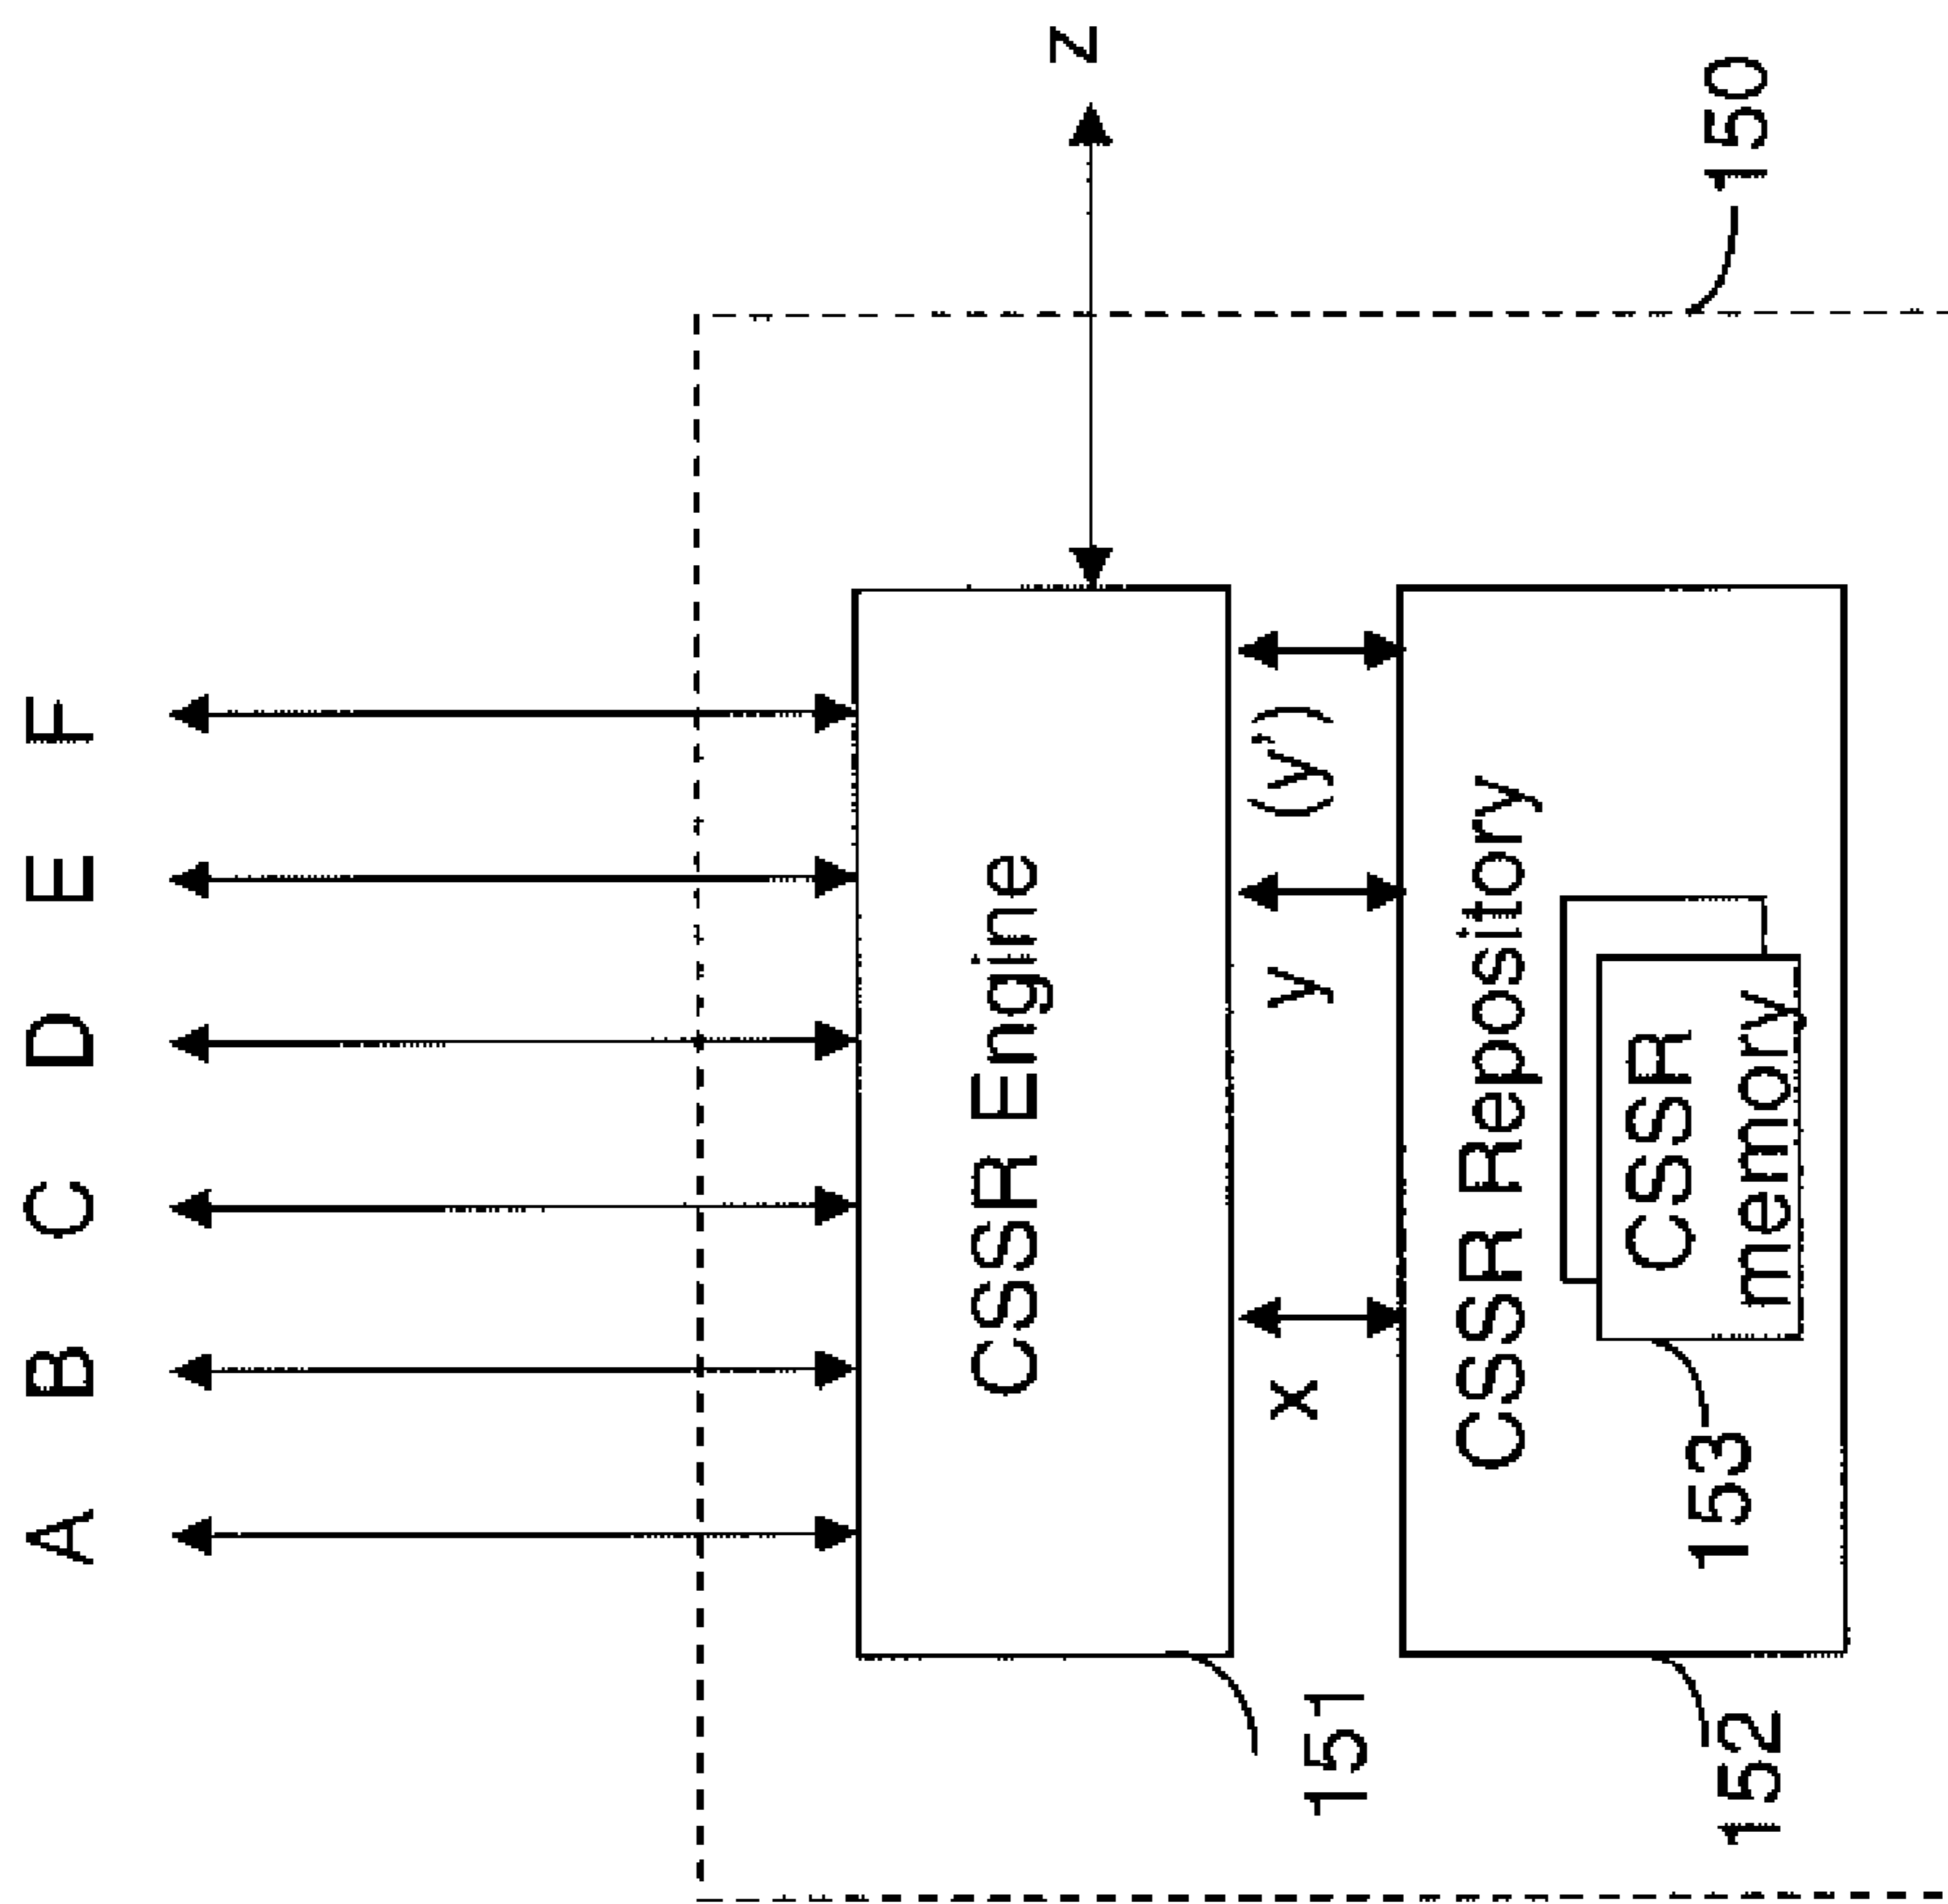 A B C D E F
z
CSSR Engine
151
x y (y')
CSSR Repository
CSSR
memory
153
152
150